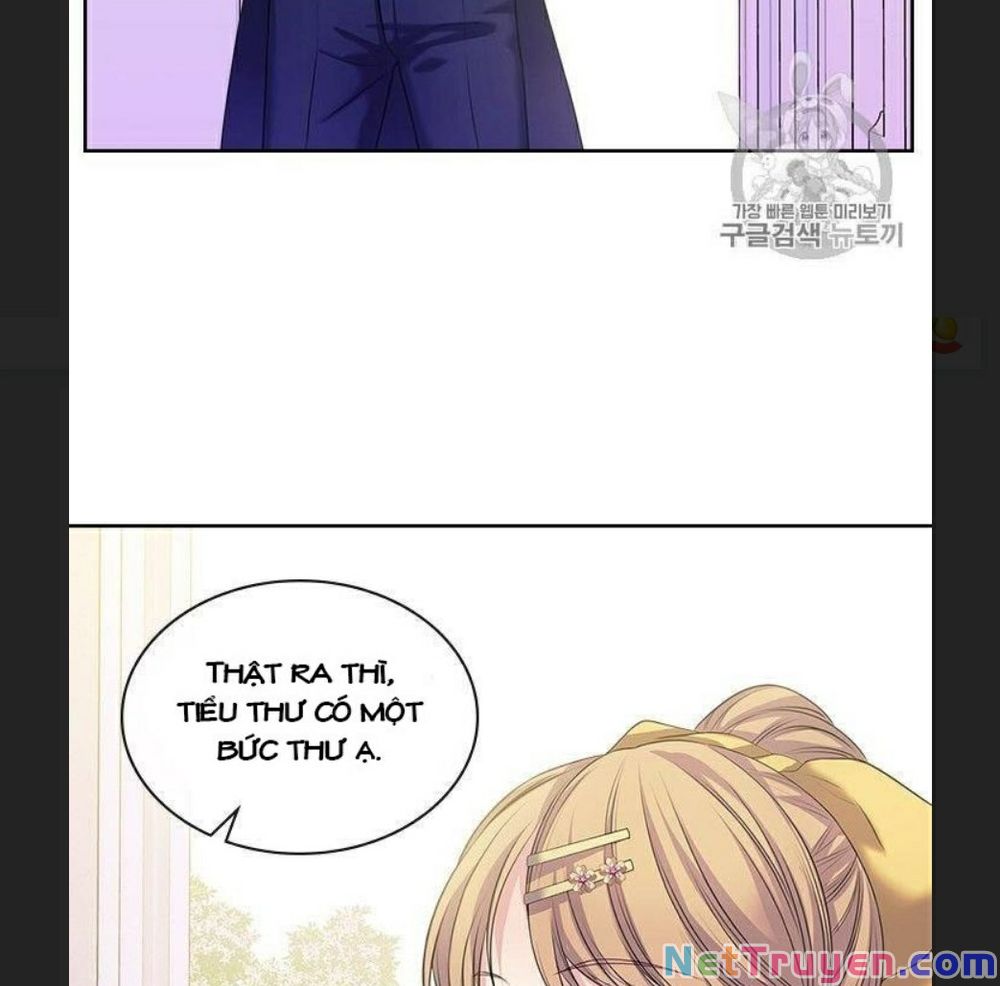 가장 빠른 웹툰 미리보기
구글검색 뉴토끼
THẬT RA THÌ,
TIỂU THƯ CÓ MỘT
BỨC THƯ Ạ.
NetTruyen.com